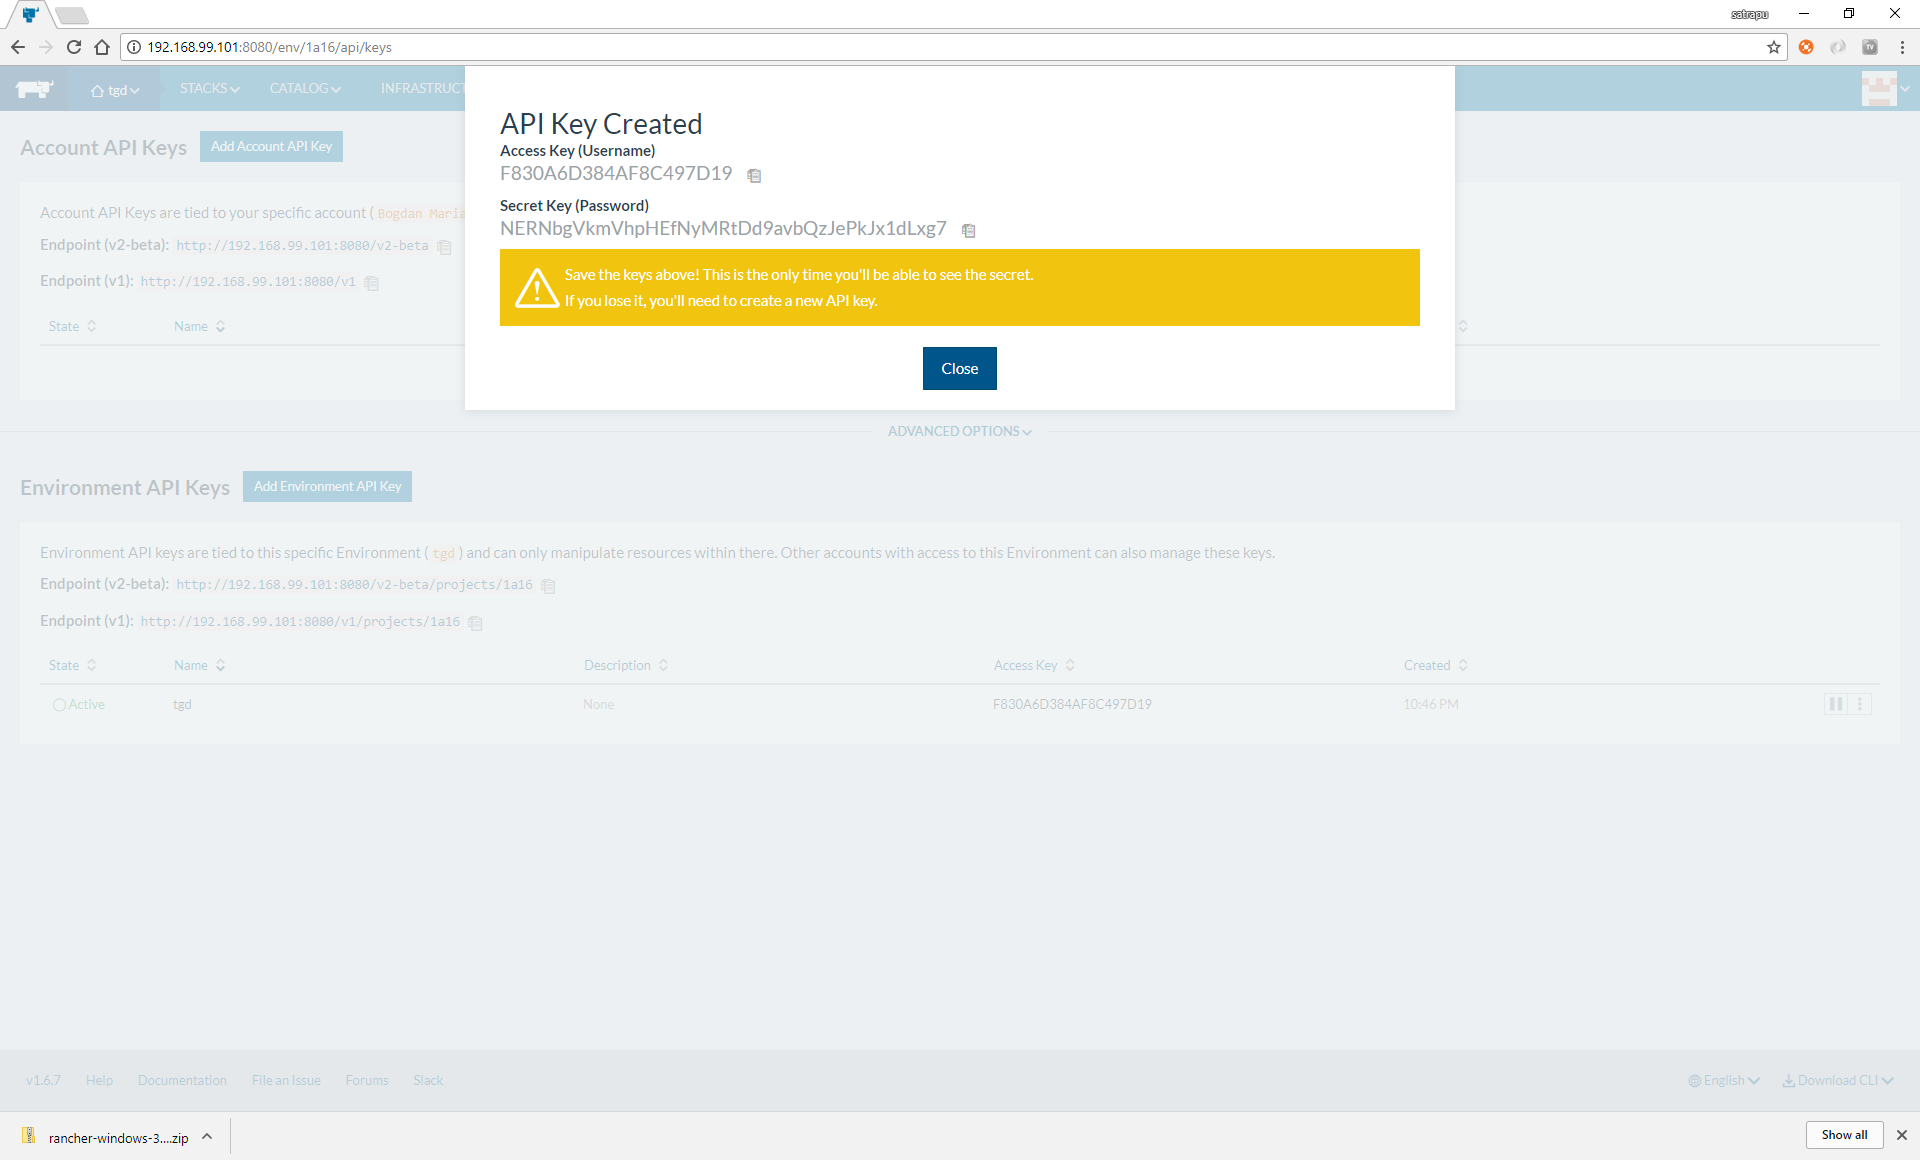 satrapu
192.168.99.101:8080/env/1a16/api/keys
tgd
STACKS
CATALOG
INFRASTRUCT
API Key Created
Access Key (Username)
F830A6D384AF8C497D19
Secret Key (Password)
NERNbgVkmVhpHEfNyMRtDd9avbQzJePkJx1dLxg7
Save the keys above! This is the only time you'll be able to see the secret.
If you lose it, you'll need to create a new API key.
Close
Account API Keys
Add Account API Key
Account API Keys are tied to your specific account ( Bogdan Maria
Endpoint (v2-beta): http://192.168.99.101:8080/v2-beta
Endpoint (v1): http://192.168.99.101:8080/v1
State Name
ADVANCED OPTIONS
Environment API Keys
Add Environment API Key
Environment API keys are tied to this specific Environment ( tgd ) and can only manipulate resources within there. Other accounts with access to this Environment can also manage these keys.
Endpoint (v2-beta): http://192.168.99.101:8080/v2-beta/projects/1a16
Endpoint (v1): http://192.168.99.101:8080/v1/projects/1a16
State Name Description Access Key Created
Active tgd None F830A6D384AF8C497D19 10:46 PM
v1.6.7 Help Documentation File an Issue Forums Slack English Download CLI
rancher-windows-3....zip
Show all